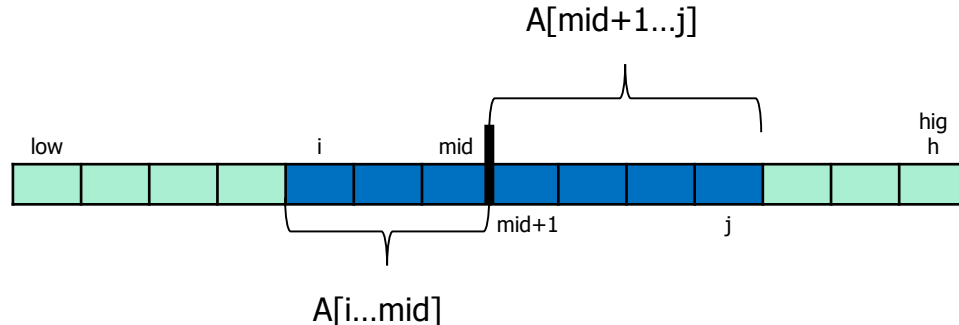 A[mid+1...j]
hig
low i mid h
mid+1 j
A[i...mid]